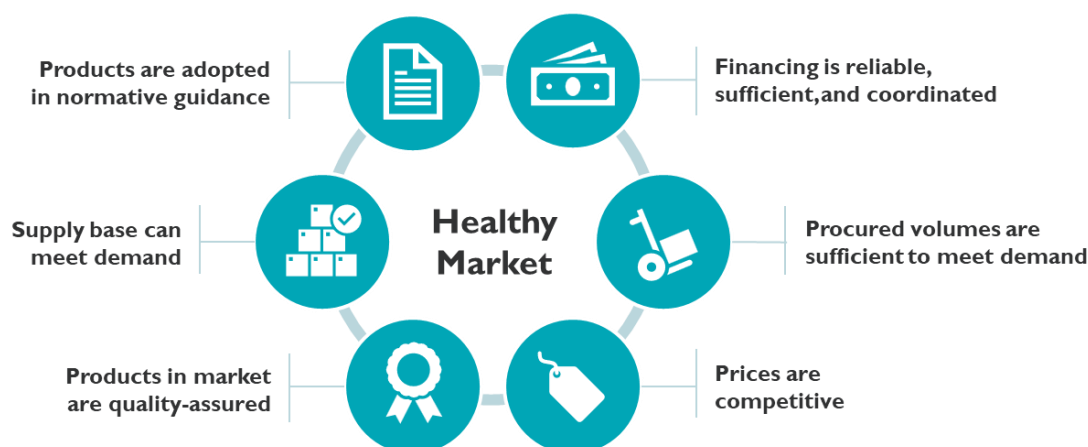 Products are adopted
in normative guidance
Financing is reliable,
sufficient,and coordinated
Supply base can
meet demand
Healthy
Market
Procured volumes are
sufficient to meet demand
Products in market
are quality-assured
Prices are
competitive